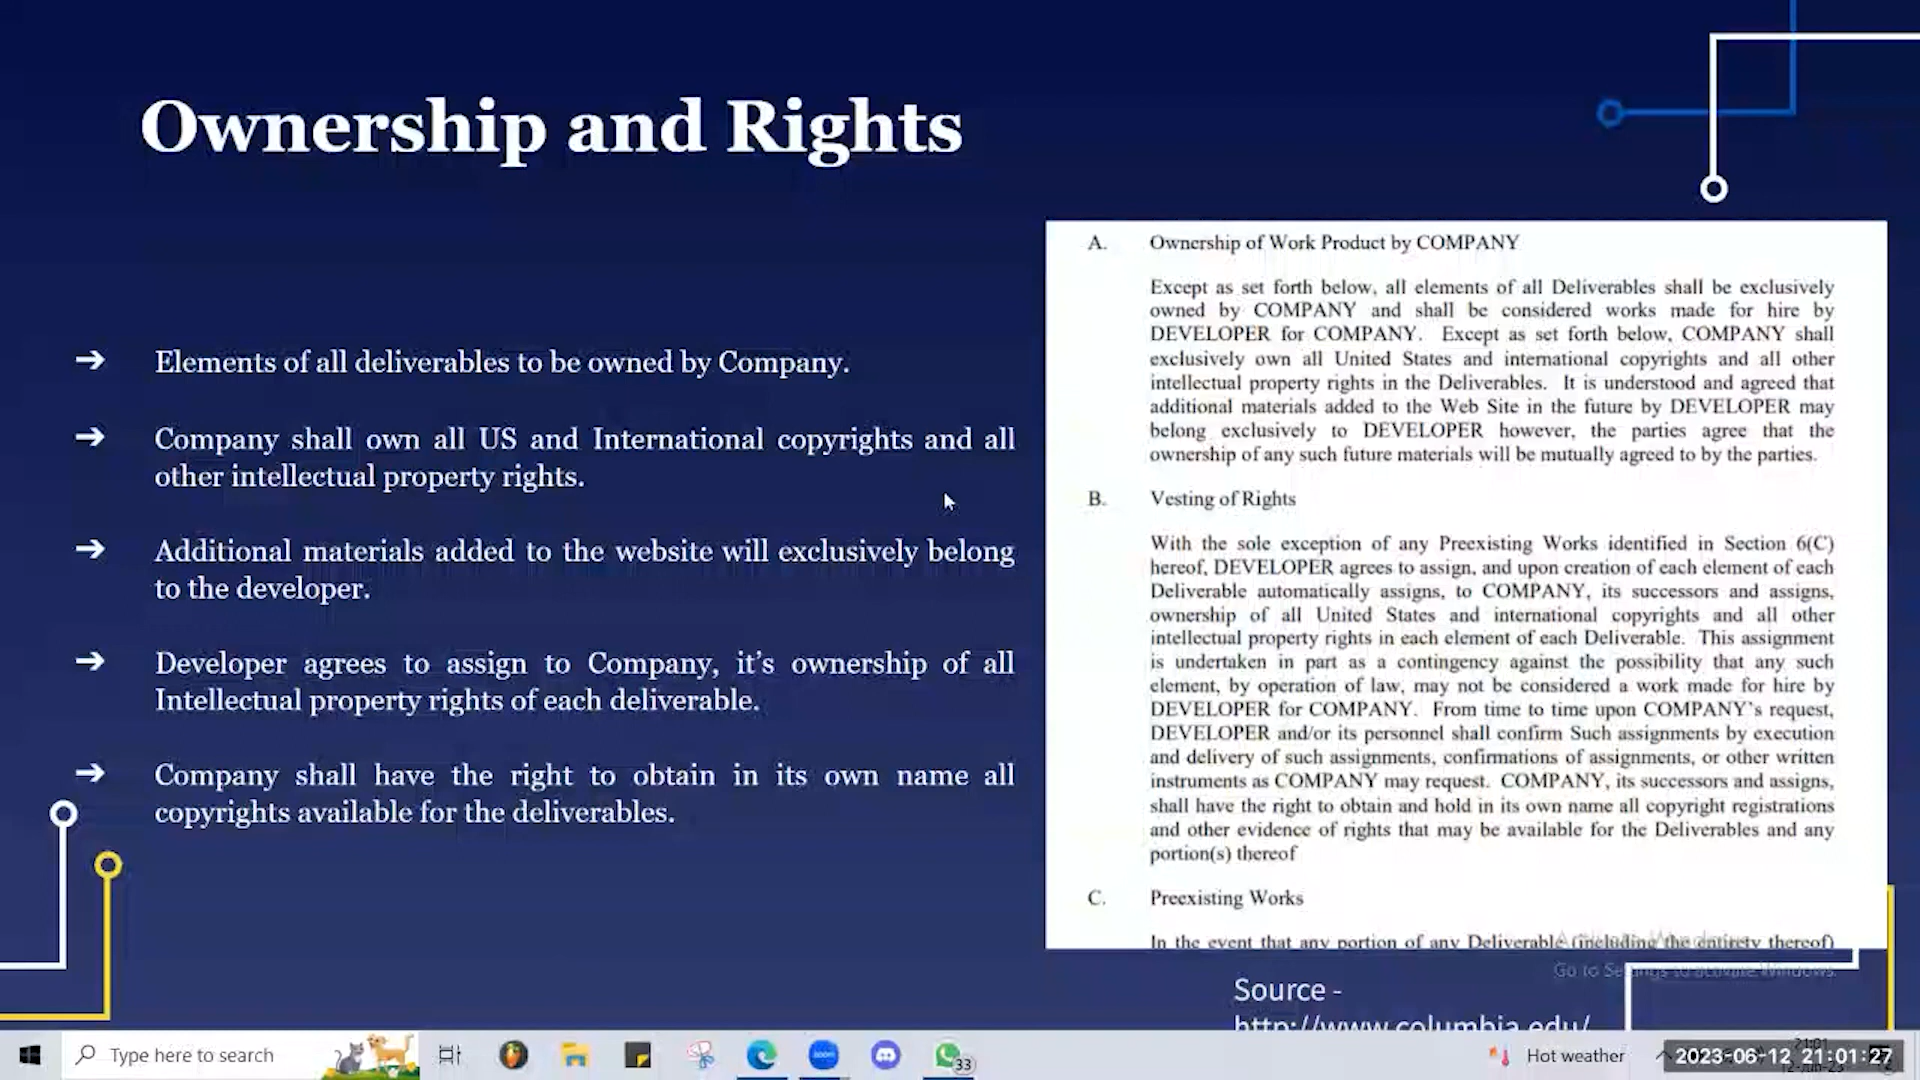 Ownership and Rights
➔ Elements of all deliverables to be owned by Company.
➔ Company shall own all US and International copyrights and all
other intellectual property rights.
➔ Additional materials added to the website will exclusively belong
to the developer.
➔ Developer agrees to assign to Company, it’s ownership of all
Intellectual property rights of each deliverable.
➔ Company shall have the right to obtain in its own name all
copyrights available for the deliverables.
A. Ownership of Work Product by COMPANY
Except as set forth below, all elements of all Deliverables shall be exclusively
owned by COMPANY and shall be considered works made for hire by
DEVELOPER for COMPANY. Except as set forth below, COMPANY shall
exclusively own all United States and international copyrights and all other
intellectual property rights in the Deliverables. It is understood and agreed that
additional materials added to the Web Site in the future by DEVELOPER may
belong exclusively to DEVELOPER however, the parties agree that the
ownership of any such future materials will be mutually agreed to by the parties.
B. Vesting of Rights
With the sole exception of any Preexisting Works identified in Section 6(C)
hereof, DEVELOPER agrees to assign, and upon creation of each element of each
Deliverable automatically assigns, to COMPANY, its successors and assigns,
ownership of all United States and international copyrights and all other
intellectual property rights in each element of each Deliverable. This assignment
is undertaken in part as a contingency against the possibility that any such
element, by operation of law, may not be considered a work made for hire by
DEVELOPER for COMPANY. From time to time upon COMPANY's request,
DEVELOPER and/or its personnel shall confirm Such assignments by execution
and delivery of such assignments, confirmations of assignments, or other written
instruments as COMPANY may request. COMPANY, its successors and assigns,
shall have the right to obtain and hold in its own name all copyright registrations
and other evidence of rights that may be available for the Deliverables and any
portion(s) thereof
C. Preexisting Works
In the event that any portion of any Deliverable (including the entirety thereof)
Activate Windows
Go to Settings to activate Windows.
Source -
http://www.columbia.edu/
Type here to search
zoom
33
Hot weather
2023-06-12 21:01:27